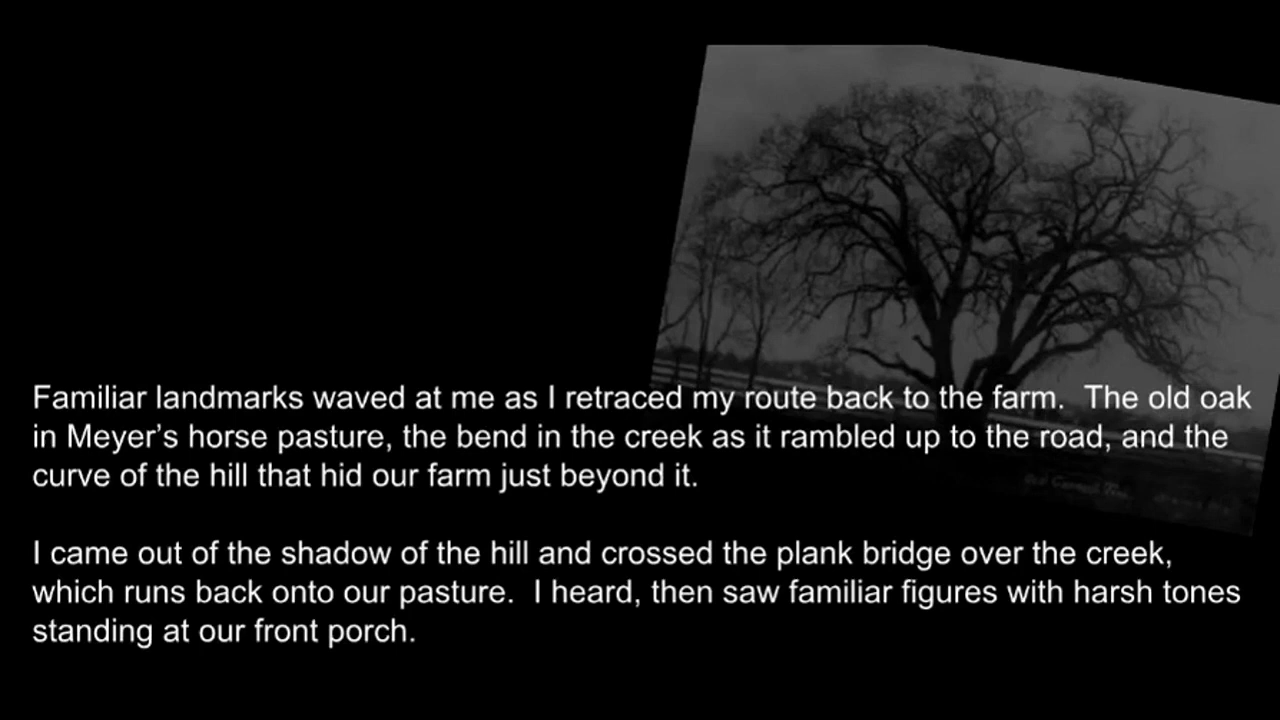 Familiar landmarks waved at me as I retraced my route back to the farm.  The old oak
in Meyer’s horse pasture, the bend in the creek as it rambled up to the road, and the
curve of the hill that hid our farm just beyond it.
I came out of the shadow of the hill and crossed the plank bridge over the creek,
which runs back onto our pasture.  I heard, then saw familiar figures with harsh tones
standing at our front porch.